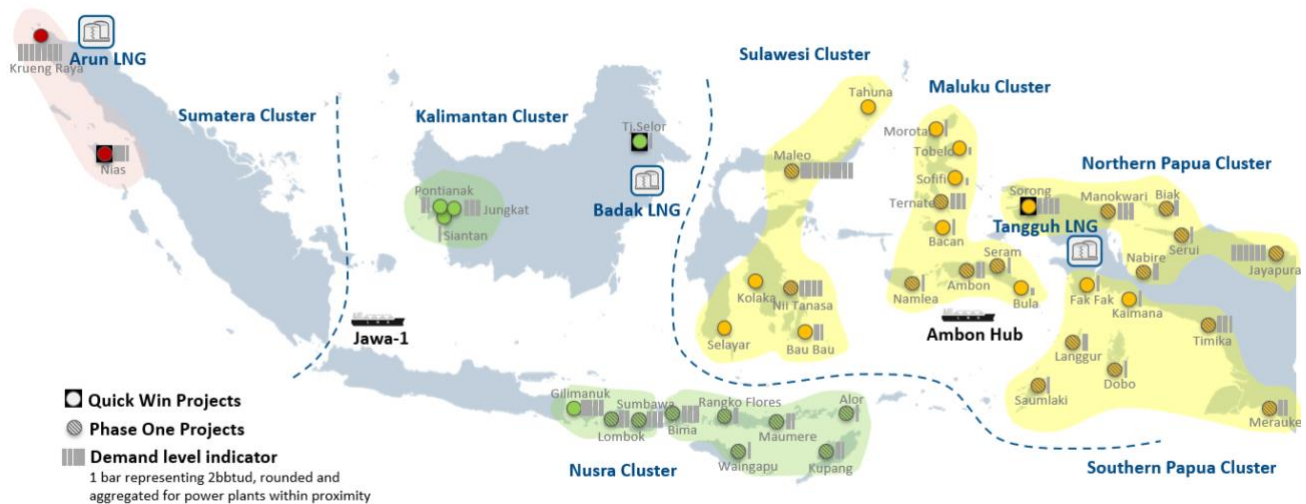 Arun LNG
Krueng Raya
Nias
Sumatera Cluster
Kalimantan Cluster
Tj.Selor
Badak LNG
Pontianak
Jungkat
Siantan
Jawa-1
Sulawesi Cluster
Tahuna
Maleo
Kolaka
Nii Tanasa
Selayar
Bau Bau
Maluku Cluster
Morotai
Tobelo
Sofifi
Ternate
Bacan
Seram
Ambon
Namlea
Bula
Ambon Hub
Northern Papua Cluster
Sorong
Manokwari
Biak
Tangguh LNG
Serui
Nabire
Jayapura
Fak Fak
Kaimana
Timika
Langgur
Dobo
Saumlaki
Merauke
Southern Papua Cluster
Gilimanuk
Lombok
Sumbawa
Bima
Rangko Flores
Maumere
Alor
Waingapu
Kupang
Nusra Cluster
Quick Win Projects
Phase One Projects
Demand level indicator
1 bar representing 2bbtud, rounded and
aggregated for power plants within proximity